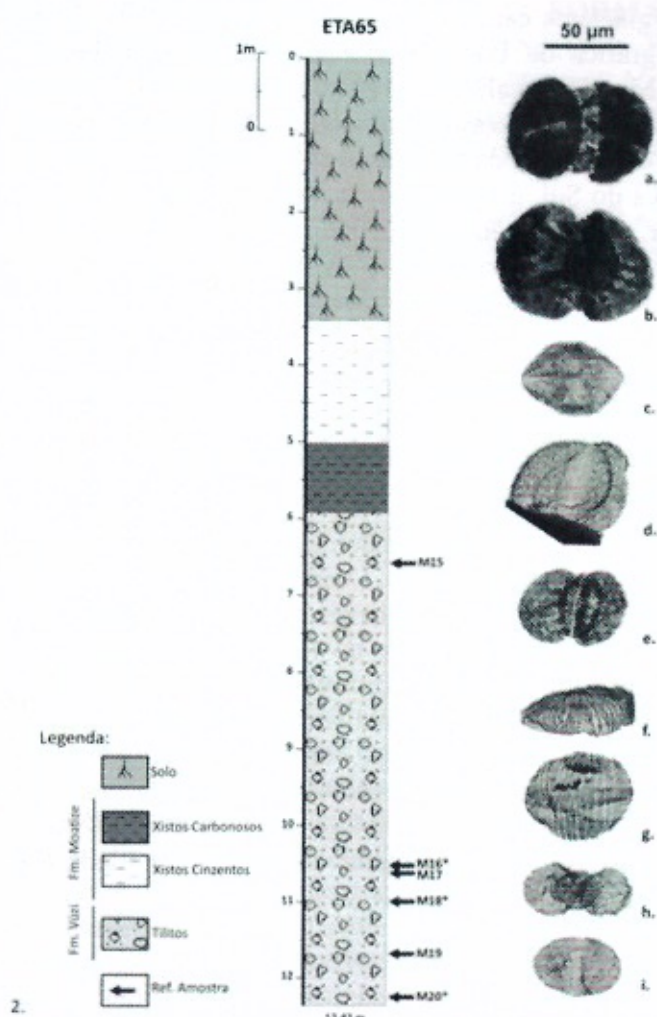 ETA65
50 µm
1m
0
0
1
2
3
4
5
6
7
8
9
10
11
12
M15
M16*
M17
M18*
M19
M20*
a.
b.
c.
d.
e.
f.
g.
h.
i.
Legenda:
Solo
Fm. Moatize
Xistos Carbonosos
Xistos Cinzentos
Fm. Vúzi
Tilitos
Ref. Amostra
2.